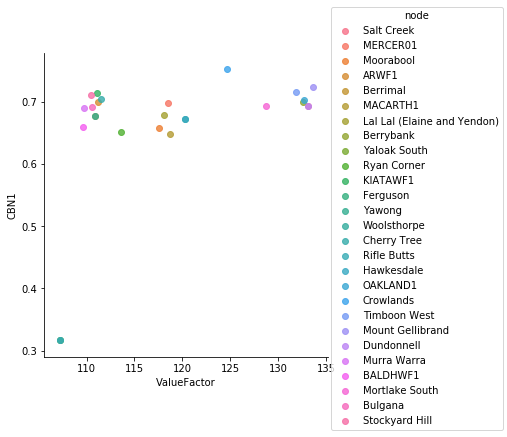 node
Salt Creek
MERCER01
Moorabool
ARWF1
Berrimal
MACARTH1
Lal Lal (Elaine and Yendon)
Berrybank
Yaloak South
Ryan Corner
KIATAWF1
Ferguson
Yawong
Woolsthorpe
Cherry Tree
Rifle Butts
Hawkesdale
OAKLAND1
Crowlands
Timboon West
Mount Gellibrand
Dundonnell
Murra Warra
BALDHWF1
Mortlake South
Bulgana
Stockyard Hill
CBN1
0.7
0.6
0.5
0.4
0.3
110 115 120 125 130 135
ValueFactor